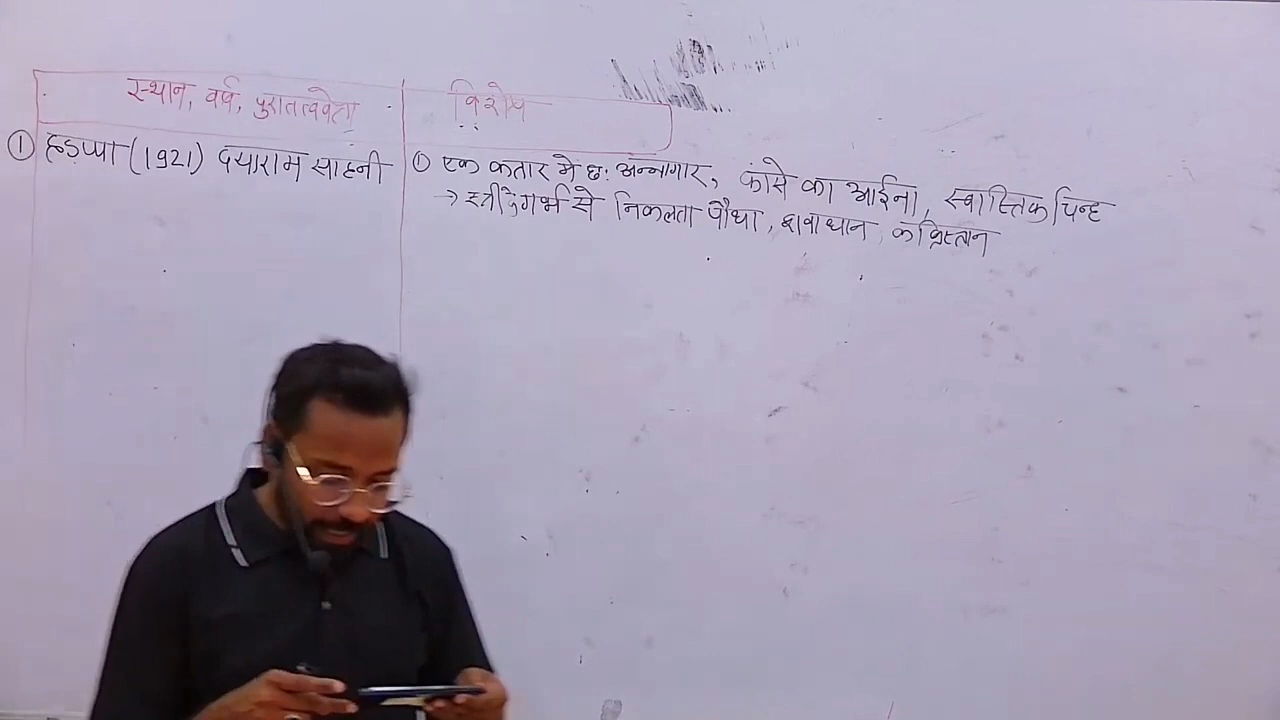 स्थान, वर्ष, पुरातत्ववेत्ता
विशेष
① हड़प्पा (1921) दयाराम साहनी
① एक कतार में छः अन्नागार, कांसे का आईना, स्वास्तिक चिन्ह
→ स्त्री गर्भ से निकलता पौधा, शवाधान, कब्रिस्तान